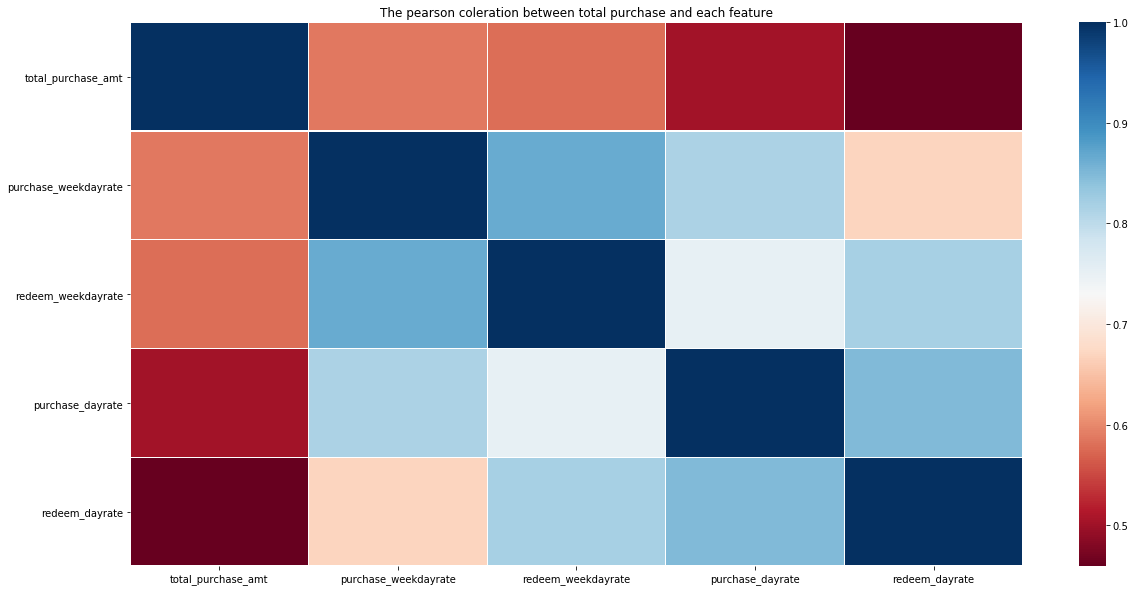 The pearson coleration between total purchase and each feature
total_purchase_amt
purchase_weekdayrate
redeem_weekdayrate
purchase_dayrate
redeem_dayrate
total_purchase_amt
purchase_weekdayrate
redeem_weekdayrate
purchase_dayrate
redeem_dayrate
1.0
0.9
0.8
0.7
0.6
0.5